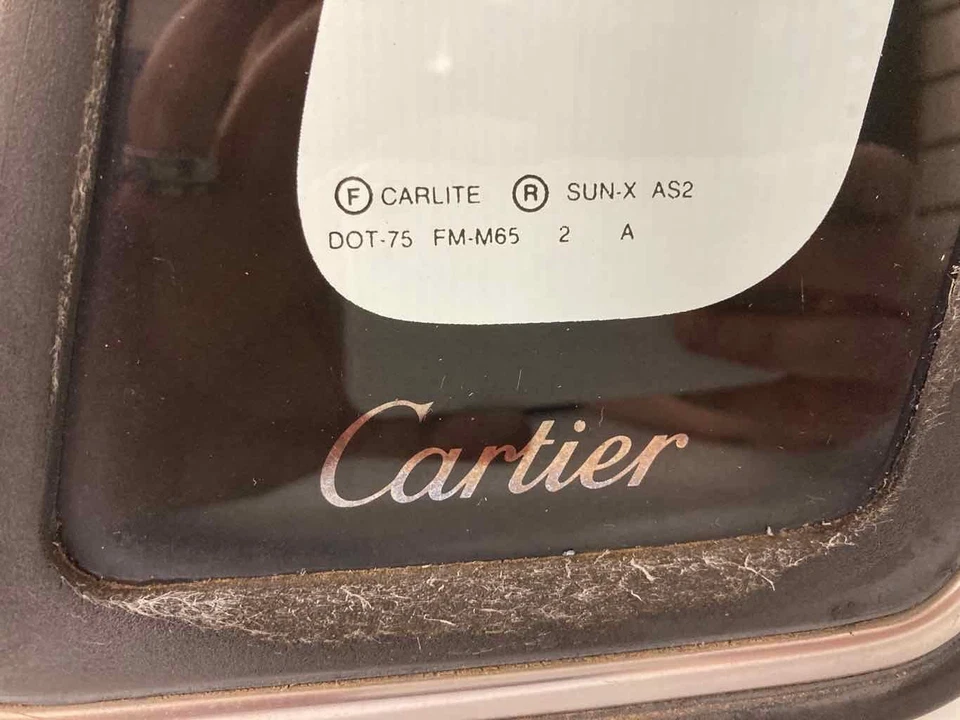 F CARLITE R SUN-X AS2
DOT-75 FM-M65 2 A
Cartier